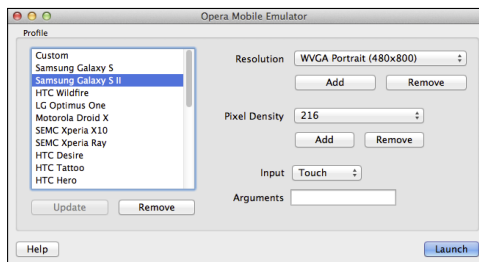 Opera Mobile Emulator
Profile
Custom
Samsung Galaxy S
Samsung Galaxy S II
HTC Wildfire
LG Optimus One
Motorola Droid X
SEMC Xperia X10
SEMC Xperia Ray
HTC Desire
HTC Tattoo
HTC Hero
Update
Remove
Resolution
WVGA Portrait (480x800)
Add
Remove
Pixel Density
216
Add
Remove
Input
Touch
Arguments
Help
Launch